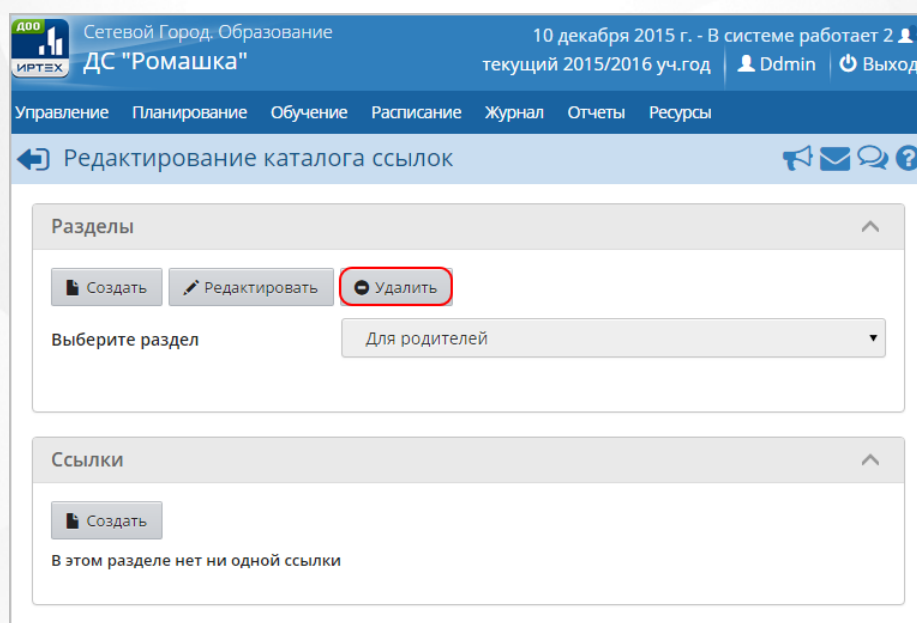 ДОО
ИРТЕХ
Сетевой Город. Образование
ДС "Ромашка"
10 декабря 2015 г. - В системе работает 2
текущий 2015/2016 уч.год
Ddmin
Выход
Управление Планирование Обучение Расписание Журнал Отчеты Ресурсы
Редактирование каталога ссылок
?
Разделы
Создать Редактировать Удалить
Выберите раздел Для родителей
Ссылки
Создать
В этом разделе нет ни одной ссылки